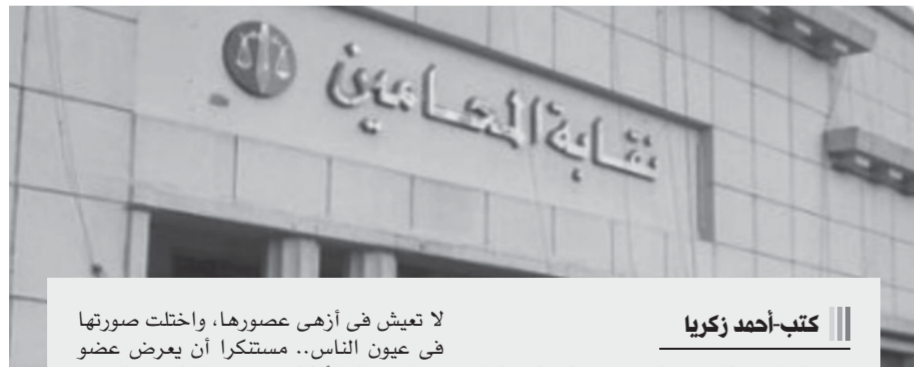 نقابة المحامين
كتب-أحمد زكريا
لا تعيش فى أزهى عصورها، واختلت صورتها
فى عيون الناس.. مستنكرا أن يعرض عضو